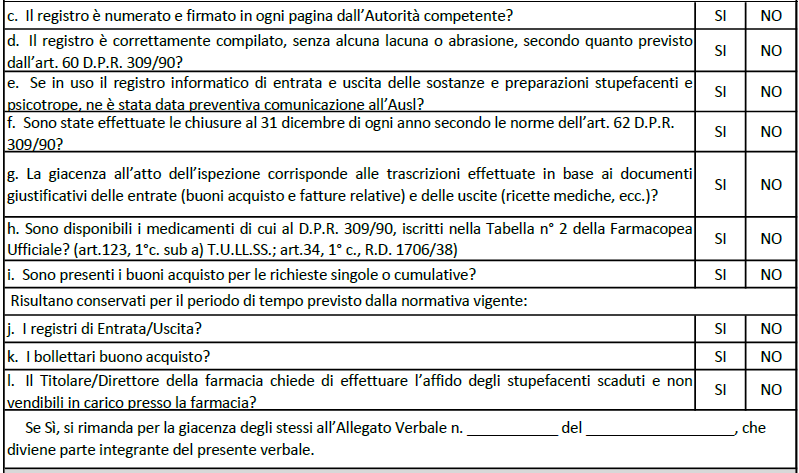 c. Il registro è numerato e firmato in ogni pagina dall'Autorità competente? SI NO
d. Il registro è correttamente compilato, senza alcuna lacuna o abrasione, secondo quanto previsto
dall'art. 60 D.P.R. 309/90? SI NO
e. Se in uso il registro informatico di entrata e uscita delle sostanze e preparazioni stupefacenti e
psicotrope, ne è stata data preventiva comunicazione all'Ausl? SI NO
f. Sono state effettuate le chiusure al 31 dicembre di ogni anno secondo le norme dell'art. 62 D.P.R.
309/90? SI NO
g. La giacenza all'atto dell'ispezione corrisponde alle trascrizioni effettuate in base ai documenti
giustificativi delle entrate (buoni acquisto e fatture relative) e delle uscite (ricette mediche, ecc.)? SI NO
h. Sono disponibili i medicamenti di cui al D.P.R. 309/90, iscritti nella Tabella n° 2 della Farmacopea
Ufficiale? (art.123, 1°c. sub a) T.U.LL.SS.; art.34, 1° c., R.D. 1706/38) SI NO
i. Sono presenti i buoni acquisto per le richieste singole o cumulative? SI NO
Risultano conservati per il periodo di tempo previsto dalla normativa vigente:
j. I registri di Entrata/Uscita? SI NO
k. I bollettari buono acquisto? SI NO
l. Il Titolare/Direttore della farmacia chiede di effettuare l'affido degli stupefacenti scaduti e non
vendibili in carico presso la farmacia? SI NO
Se Sì, si rimanda per la giacenza degli stessi all'Allegato Verbale n. ___________ del __________________, che
diviene parte integrante del presente verbale.